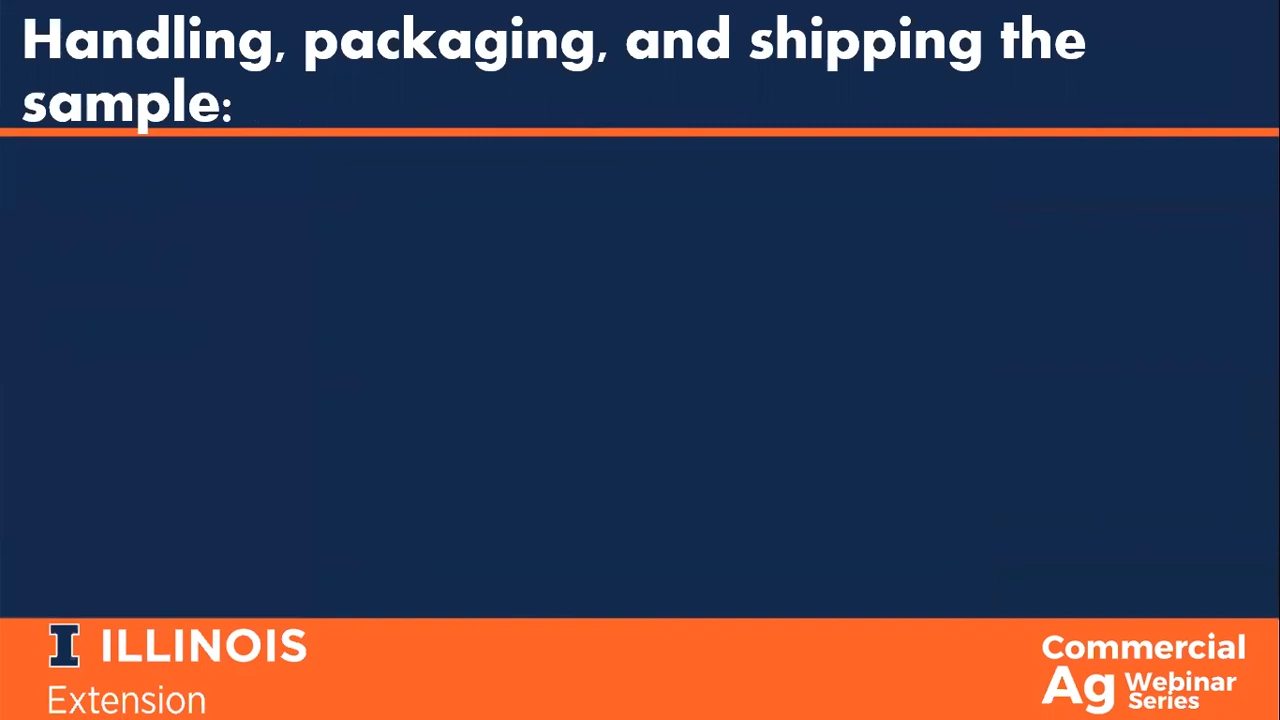 Handling, packaging, and shipping the
sample:
I ILLINOIS
Extension
Commercial
Ag Webinar
Series